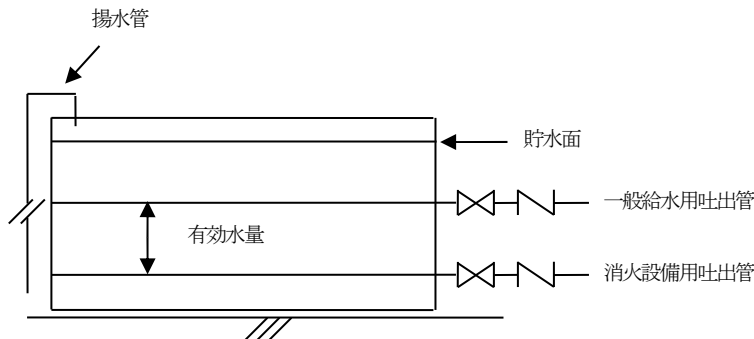 揚水管
貯水面
一般給水用吐出管
有効水量
消火設備用吐出管